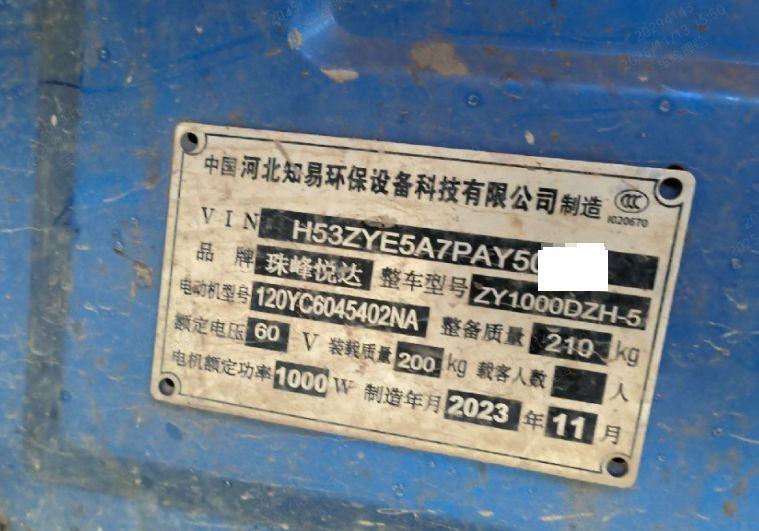 中国河北知易环保设备科技有限公司制造
I020670
VIN H53ZYE5A7PAY50
品牌 珠峰悦达 整车型号 ZY1000DZH-5
电动机型号 120YC6045402NA 整备质量 210 kg
额定电压 60 V 装载质量 200 kg 载客人数 人
电机额定功率 1000 W 制造年月 2023 年 11 月